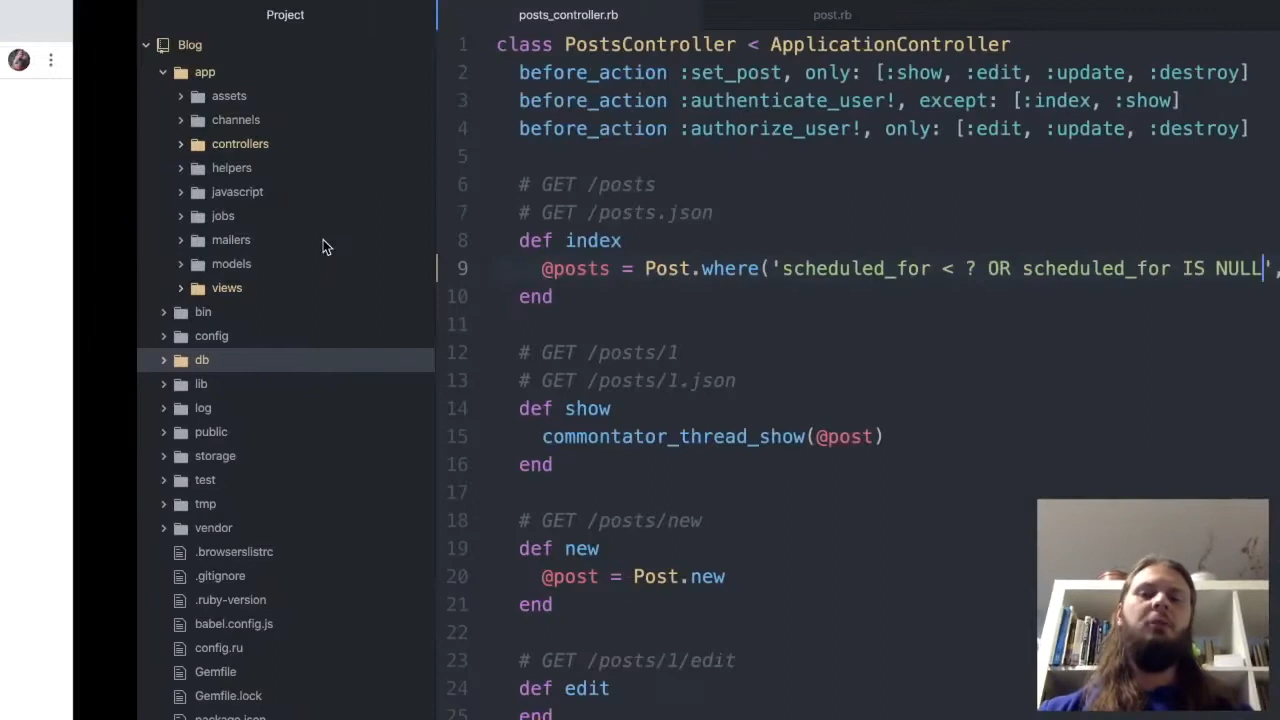 Project
Blog
app
assets
channels
controllers
helpers
javascript
jobs
mailers
models
views
bin
config
db
lib
log
public
storage
test
tmp
vendor
.browserslistrc
.gitignore
.ruby-version
babel.config.js
config.ru
Gemfile
Gemfile.lock
package.json
posts_controller.rb
post.rb
1 class PostsController < ApplicationController
2 before_action :set_post, only: [:show, :edit, :update, :destroy]
3 before_action :authenticate_user!, except: [:index, :show]
4 before_action :authorize_user!, only: [:edit, :update, :destroy]
5
6 # GET /posts
7 # GET /posts.json
8 def index
9 @posts = Post.where('scheduled_for < ? OR scheduled_for IS NULL',
10 end
11
12 # GET /posts/1
13 # GET /posts/1.json
14 def show
15 commontator_thread_show(@post)
16 end
17
18 # GET /posts/new
19 def new
20 @post = Post.new
21 end
22
23 # GET /posts/1/edit
24 def edit
25 end